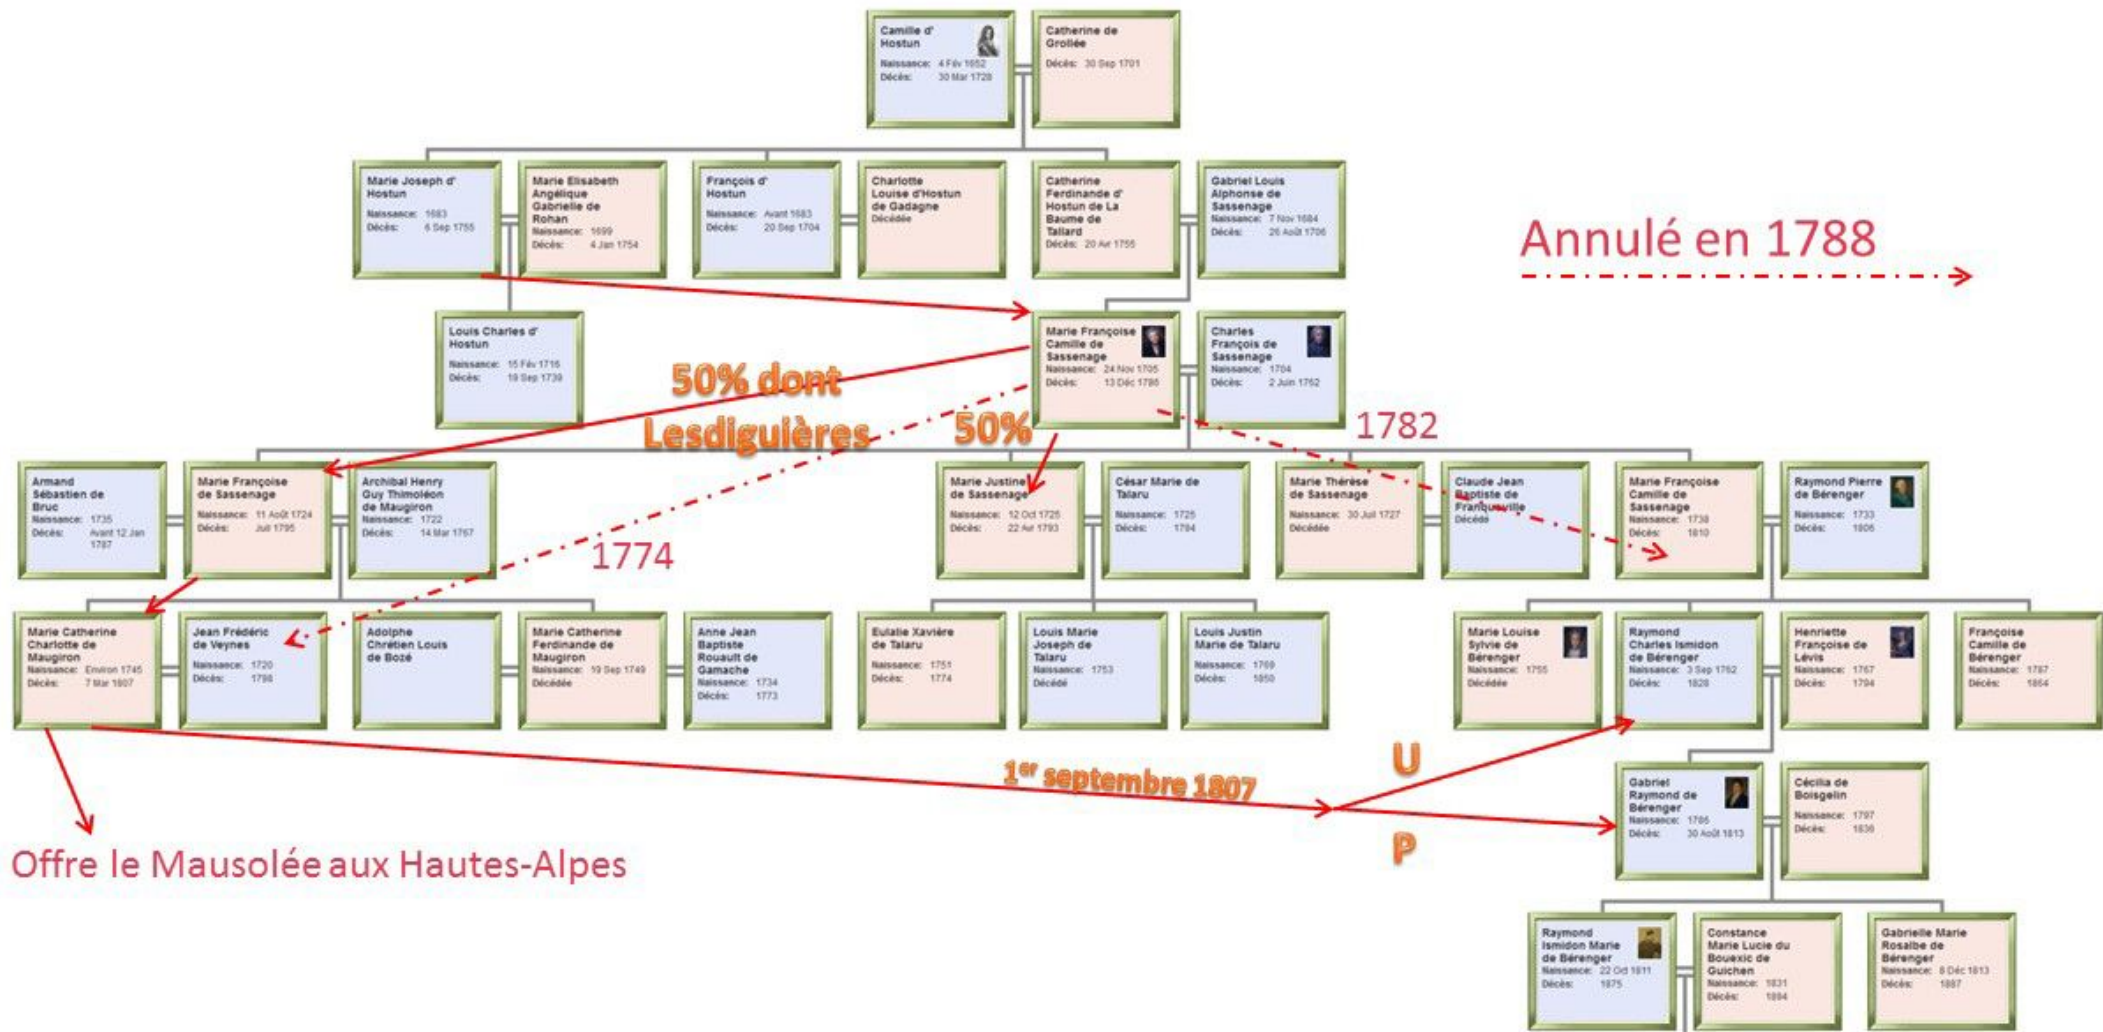 Camille d'
Hostun
Naissance: 4 Fév 1652
Décès: 30 Mar 1728
Catherine de
Grollée
Décès: 30 Sep 1701
Marie Joseph d'
Hostun
Naissance: 1683
Décès: 6 Sep 1755
Marie Elisabeth
Angélique
Gabrielle de
Rohan
Naissance: 1699
Décès: 4 Jan 1754
François d'
Hostun
Naissance: Avant 1683
Décès: 20 Sep 1704
Charlotte
Louise d'Hostun
de Gadagne
Décédée
Catherine
Ferdinande d'
Hostun de La
Baume de
Tallard
Décès: 20 Avr 1755
Gabriel Louis
Alphonse de
Sassenage
Naissance: 7 Nov 1684
Décès: 26 Août 1706
Annulé en 1788
Louis Charles d'
Hostun
Naissance: 15 Fév 1716
Décès: 19 Sep 1739
Marie Françoise
Camille de
Sassenage
Naissance: 24 Nov 1705
Décès: 13 Déc 1786
Charles
François de
Sassenage
Naissance: 1704
Décès: 2 Juin 1762
50% dont
Lesdiguières
50%
1782
Armand
Sébastien de
Bruc
Naissance: 1735
Décès: Avant 12 Jan
1787
Marie Françoise
de Sassenage
Naissance: 11 Août 1724
Décès: Juil 1795
Archibal Henry
Guy Thimoléon
de Maugiron
Naissance: 1722
Décès: 14 Mar 1767
Marie Justine
de Sassenage
Naissance: 12 Oct 1725
Décès: 22 Avr 1793
César Marie de
Talaru
Naissance: 1725
Décès: 1794
Marie Thérèse
de Sassenage
Naissance: 30 Juil 1727
Décédée
Claude Jean
Baptiste de
Franqueville
Décédé
Marie Françoise
Camille de
Sassenage
Naissance: 1738
Décès: 1810
Raymond Pierre
de Bérenger
Naissance: 1733
Décès: 1806
1774
Marie Catherine
Charlotte de
Maugiron
Naissance: Environ 1745
Décès: 7 Mar 1807
Jean Frédéric
de Veynes
Naissance: 1720
Décès: 1798
Adolphe
Chrétien Louis
de Bozé
Marie Catherine
Ferdinande de
Maugiron
Naissance: 19 Sep 1749
Décédée
Anne Jean
Baptiste
Rouault de
Gamache
Naissance: 1734
Décès: 1773
Eulalie Xavière
de Talaru
Naissance: 1751
Décès: 1774
Louis Marie
Joseph de
Talaru
Naissance: 1753
Décédé
Louis Justin
Marie de Talaru
Naissance: 1769
Décès: 1850
Marie Louise
Sylvie de
Bérenger
Naissance: 1755
Décédée
Raymond
Charles Ismidon
de Bérenger
Naissance: 3 Sep 1762
Décès: 1828
Henriette
Françoise de
Lévis
Naissance: 1767
Décès: 1794
Françoise
Camille de
Bérenger
Naissance: 1787
Décès: 1864
U
1er septembre 1807
P
Gabriel
Raymond de
Bérenger
Naissance: 1786
Décès: 30 Août 1813
Cécilia de
Boisgelin
Naissance: 1797
Décès: 1836
Offre le Mausolée aux Hautes-Alpes
Raymond
Ismidon Marie
de Bérenger
Naissance: 22 Oct 1811
Décès: 1875
Constance
Marie Lucie du
Bouexic de
Guichen
Naissance: 1831
Décès: 1884
Gabrielle Marie
Rosalbe de
Bérenger
Naissance: 8 Déc 1813
Décès: 1887